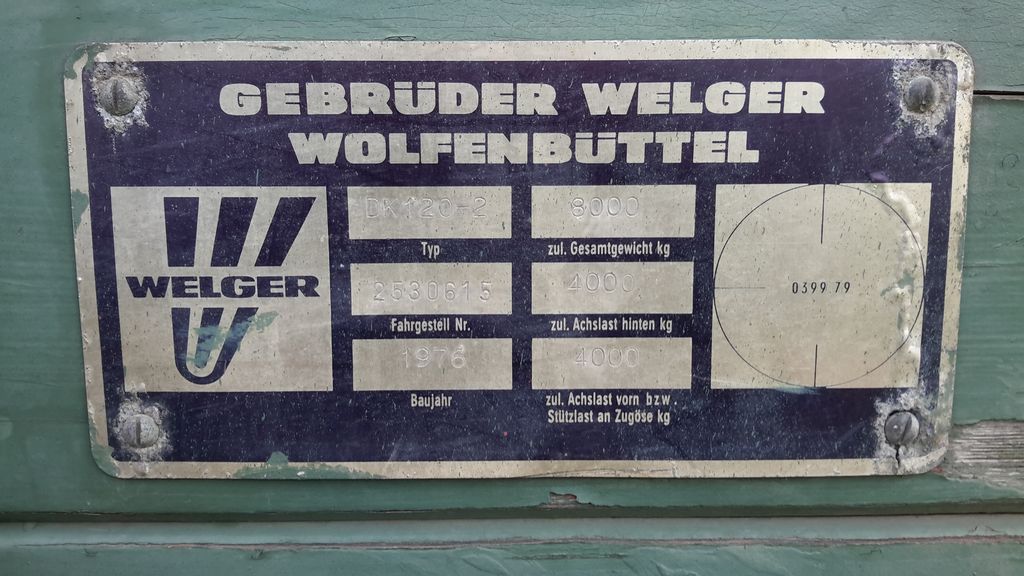 GEBRÜDER WELGER
WOLFENBÜTTEL
WELGER
DK120-2
Typ
2530615
Fahrgestell Nr.
1976
Baujahr
8000
zul. Gesamtgewicht kg
4000
zul. Achslast hinten kg
4000
zul. Achslast vorn bzw.
Stützlast an Zugöse kg
0399 79